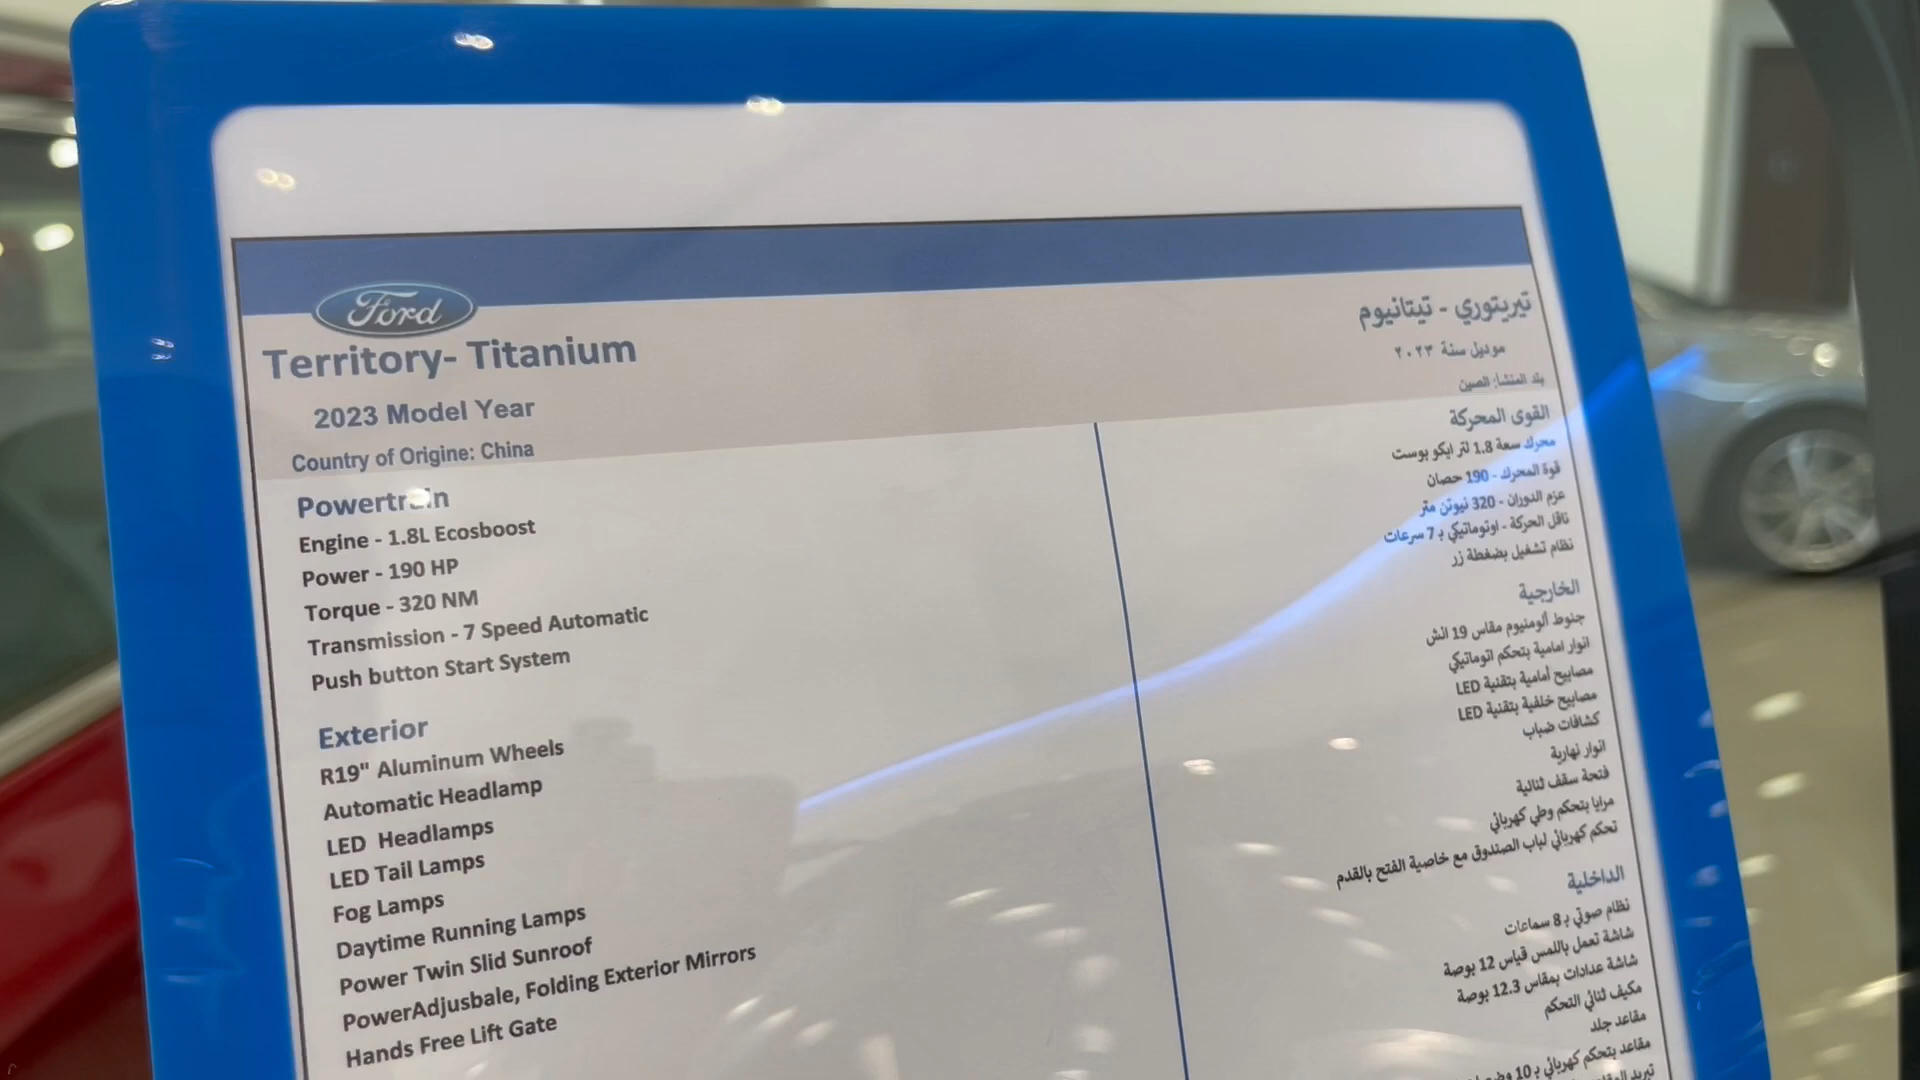 Ford
Territory- Titanium
2023 Model Year
Country of Origine: China
Powertrain
Engine - 1.8L Ecosboost
Power - 190 HP
Torque - 320 NM
Transmission - 7 Speed Automatic
Push button Start System
Exterior
R19" Aluminum Wheels
Automatic Headlamp
LED Headlamps
LED Tail Lamps
Fog Lamps
Daytime Running Lamps
Power Twin Slid Sunroof
PowerAdjusbale, Folding Exterior Mirrors
Hands Free Lift Gate
تيريتوري - تيتانيوم
موديل سنة ٢٠٢٣
بلد المنشا: الصين
القوى المحركة
محرك سعة 1.8 لتر ايكو بوست
قوة المحرك - 190 حصان
عزم الدوران - 320 نيوتن متر
ناقل الحركة - اوتوماتيكي بـ 7 سرعات
نظام تشغيل بضغطة زر
الخارجية
جنوط ألومنيوم مقاس 19 انش
انوار امامية بتحكم اتوماتيكي
مصابيح أمامية بتقنية LED
مصابيح خلفية بتقنية LED
كشافات ضباب
انوار نهارية
فتحة سقف ثنائية
مرايا بتحكم وطي كهربائي
تحكم كهربائي لباب الصندوق مع خاصية الفتح بالقدم
الداخلية
نظام صوتي بـ 8 سماعات
شاشة تعمل باللمس قياس 12 بوصة
شاشة عدادات بمقاس 12.3 بوصة
مكيف ثنائي التحكم
مقاعد جلد
مقاعد بتحكم كهربائي بـ 10
تبريد